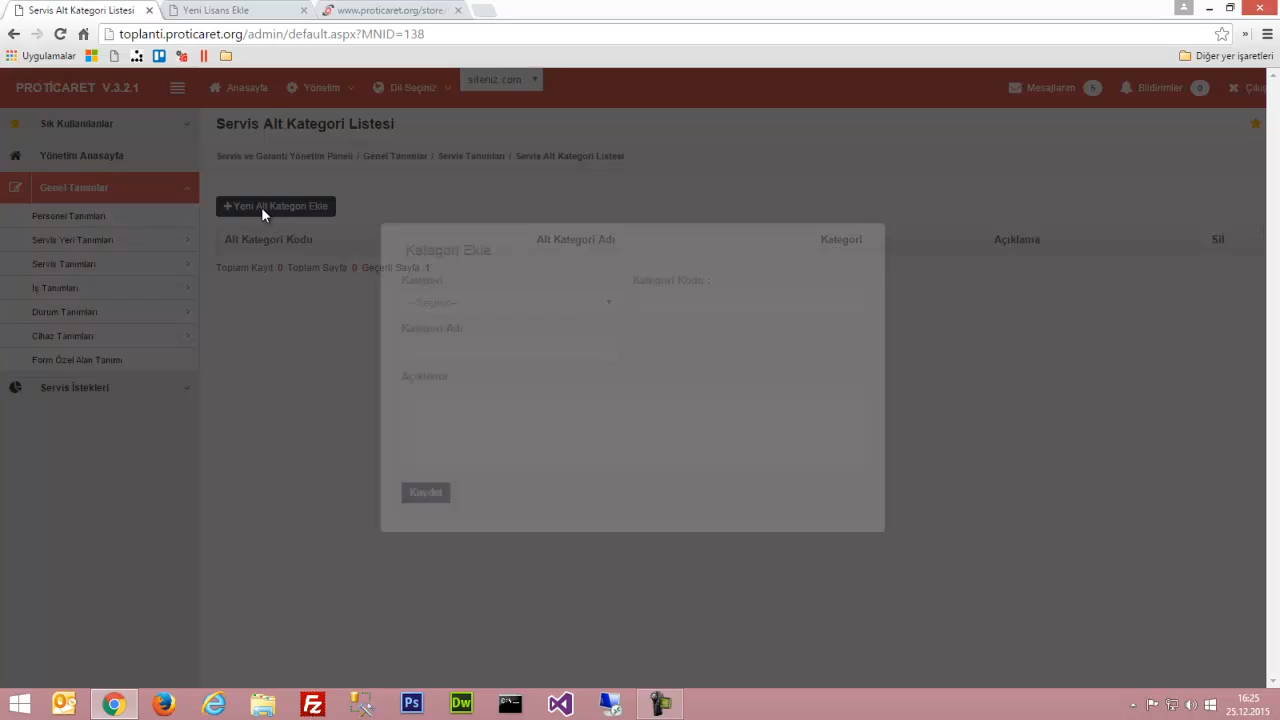 Servis Alt Kategori Listesi
Yeni Lisans Ekle
www.proticaret.org/store
toplanti.proticaret.org/admin/default.aspx?MNID=138
Uygulamalar
Diğer yer işaretleri
PROTİCARET V.3.2.1
Anasayfa
Yönetim
Dil Seçiniz
siteniz.com
Mesajlarım 6
Bildirimler 0
Çıkış
Sık Kullanılanlar
Servis Alt Kategori Listesi
Yönetim Anasayfa
Servis ve Garanti Yönetim Paneli / Genel Tanımlar / Servis Tanımları / Servis Alt Kategori Listesi
Genel Tanımlar
Personel Tanımları
Servis Yeri Tanımları
Servis Tanımları
İş Tanımları
Durum Tanımları
Cihaz Tanımları
Form Özel Alan Tanımı
Servis İstekleri
+ Yeni Alt Kategori Ekle
Alt Kategori Kodu
Alt Kategori Adı
Kategori
Açıklama
Sil
Toplam Kayıt 0 Toplam Sayfa 0 Geçerli Sayfa 1
Kategori Ekle
Kategori
Kategori Kodu :
--Seçiniz--
Kategori Adı
Açıklama
Kaydet
Ps
Dw
16:25
25.12.2015